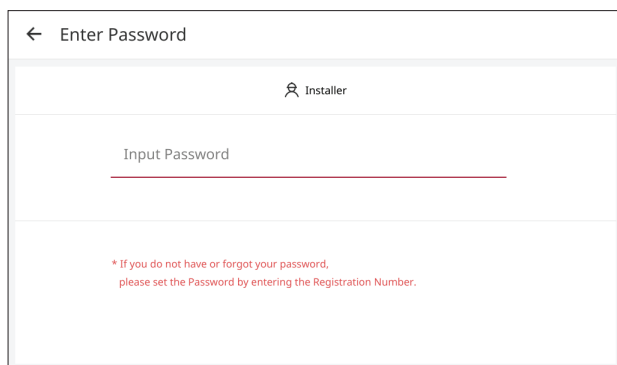 Enter Password
Installer
Input Password
* If you do not have or forgot your password,
please set the Password by entering the Registration Number.